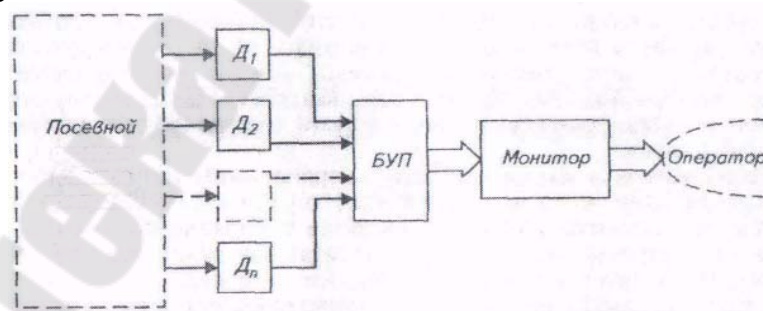 Посевной
Д1
Д2
Дn
БУП
Монитор
Оператор